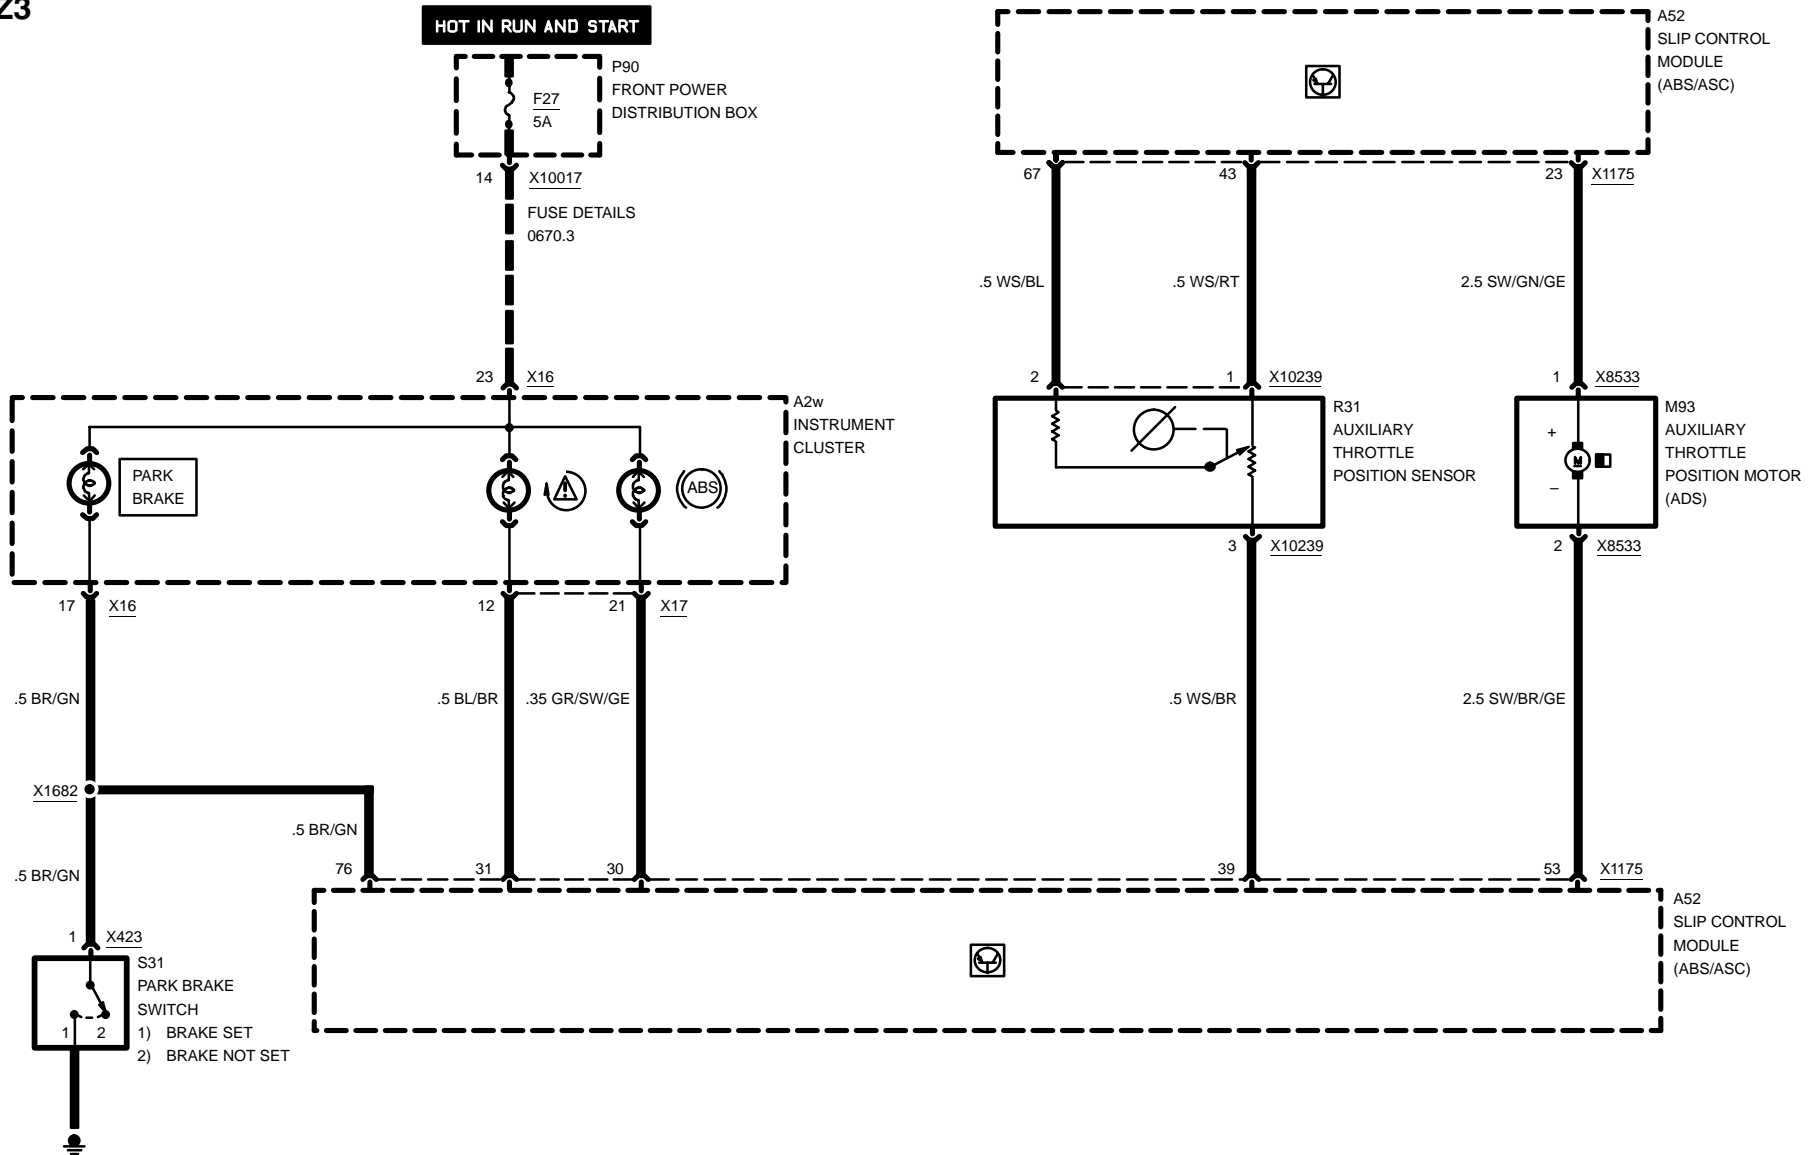 Z3
HOT IN RUN AND START
P90
FRONT POWER
DISTRIBUTION BOX
F27
5A
14 X10017
FUSE DETAILS
0670.3
23 X16
A2w
INSTRUMENT
CLUSTER
PARK
BRAKE
ABS
17 X16
12 21 X17
.5 BR/GN
.5 BL/BR
.35 GR/SW/GE
X1682
.5 BR/GN
.5 BR/GN
1 X423
S31
PARK BRAKE
SWITCH
1) BRAKE SET
2) BRAKE NOT SET
1 2
A52
SLIP CONTROL
MODULE
(ABS/ASC)
67 43 23 X1175
.5 WS/BL
.5 WS/RT
2.5 SW/GN/GE
2 1 X10239
1 X8533
R31
AUXILIARY
THROTTLE
POSITION SENSOR
+
M
–
M93
AUXILIARY
THROTTLE
POSITION MOTOR
(ADS)
3 X10239
2 X8533
.5 WS/BR
2.5 SW/BR/GE
76 31 30 39 53 X1175
A52
SLIP CONTROL
MODULE
(ABS/ASC)